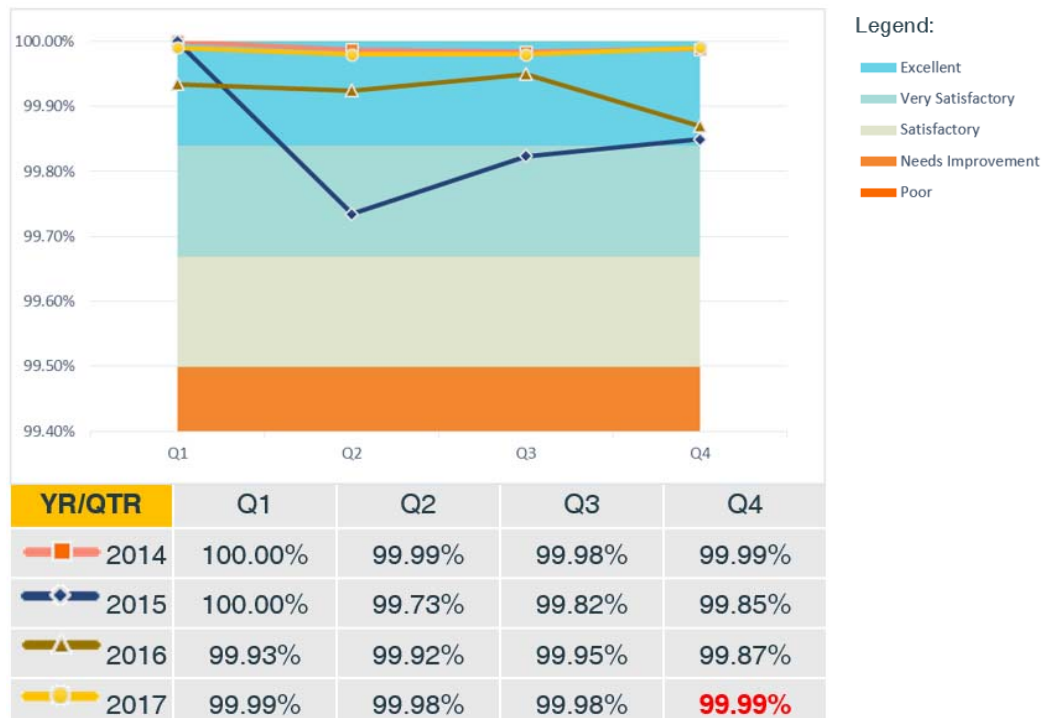 Legend:
100.00%
Excellent
Very Satisfactory
99.90%
Satisfactory
Needs Improvement
99.80%
Poor
99.70%
99.60%
99.50%
99.40%
Q1 Q2 Q3 Q4
YR/QTR Q1 Q2 Q3 Q4
2014 100.00% 99.99% 99.98% 99.99%
2015 100.00% 99.73% 99.82% 99.85%
2016 99.93% 99.92% 99.95% 99.87%
2017 99.99% 99.98% 99.98% 99.99%